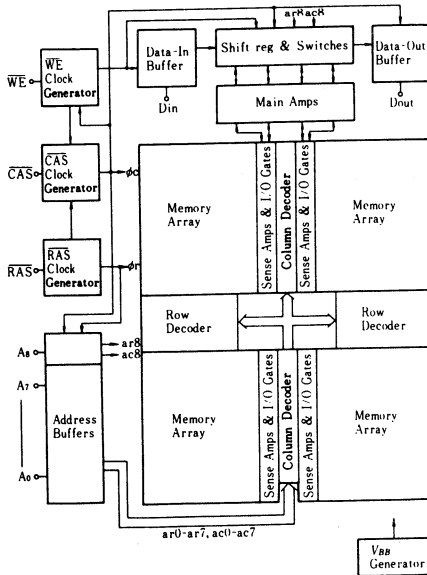 ar8 ac8
WE
WE
Clock
Generator
Data-In
Buffer
Din
Shift reg & Switches
Data-Out
Buffer
Dout
Main Amps
CAS
CAS
Clock
Generator
φc
RAS
RAS
Clock
Generator
φr
Memory
Array
Sense Amps & I/O Gates
Column Decoder
Sense Amps & I/O Gates
Memory
Array
Row
Decoder
Row
Decoder
A8
ar8
ac8
A7
Address
Buffers
A0
Memory
Array
Sense Amps & I/O Gates
Column Decoder
Sense Amps & I/O Gates
Memory
Array
ar0-ar7, ac0-ac7
VBB
Generator